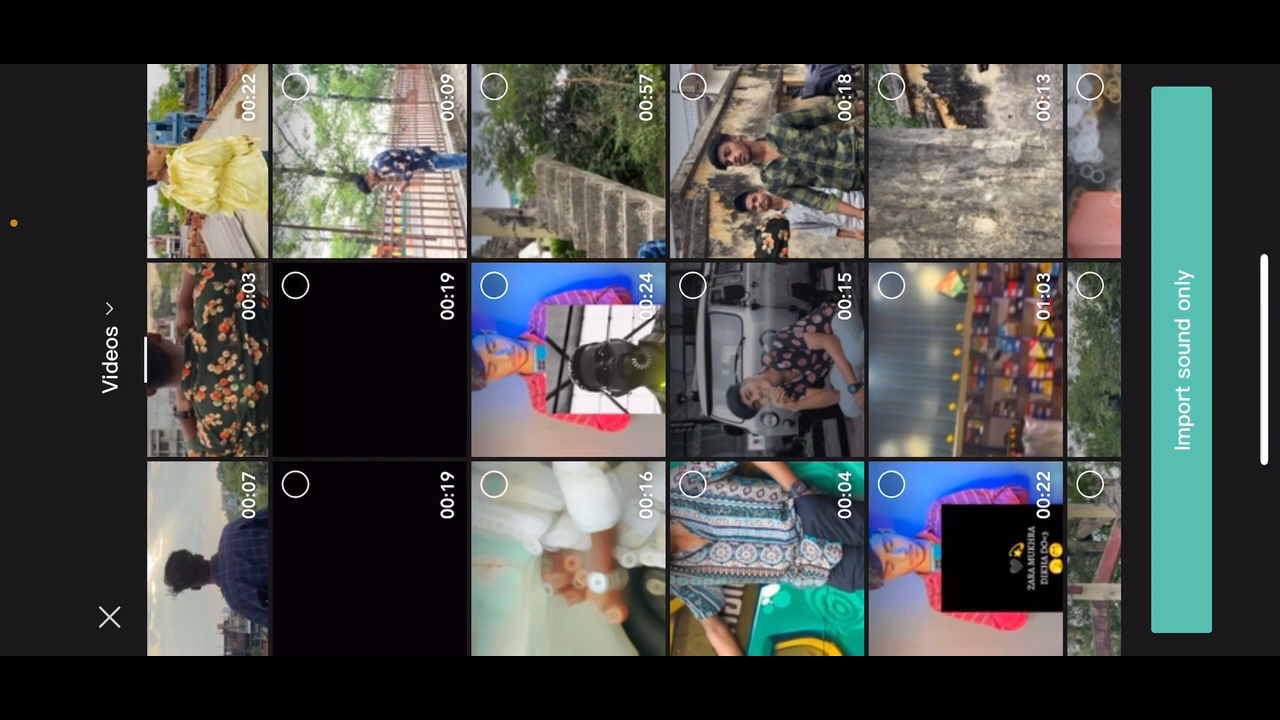 Videos
00:07 00:03 00:22
00:19 00:19 00:09
00:16 00:24 00:57
00:04 00:15 00:18
ZARA MUKHRA
DIKHA DO<3
00:22 01:03 00:13
Import sound only